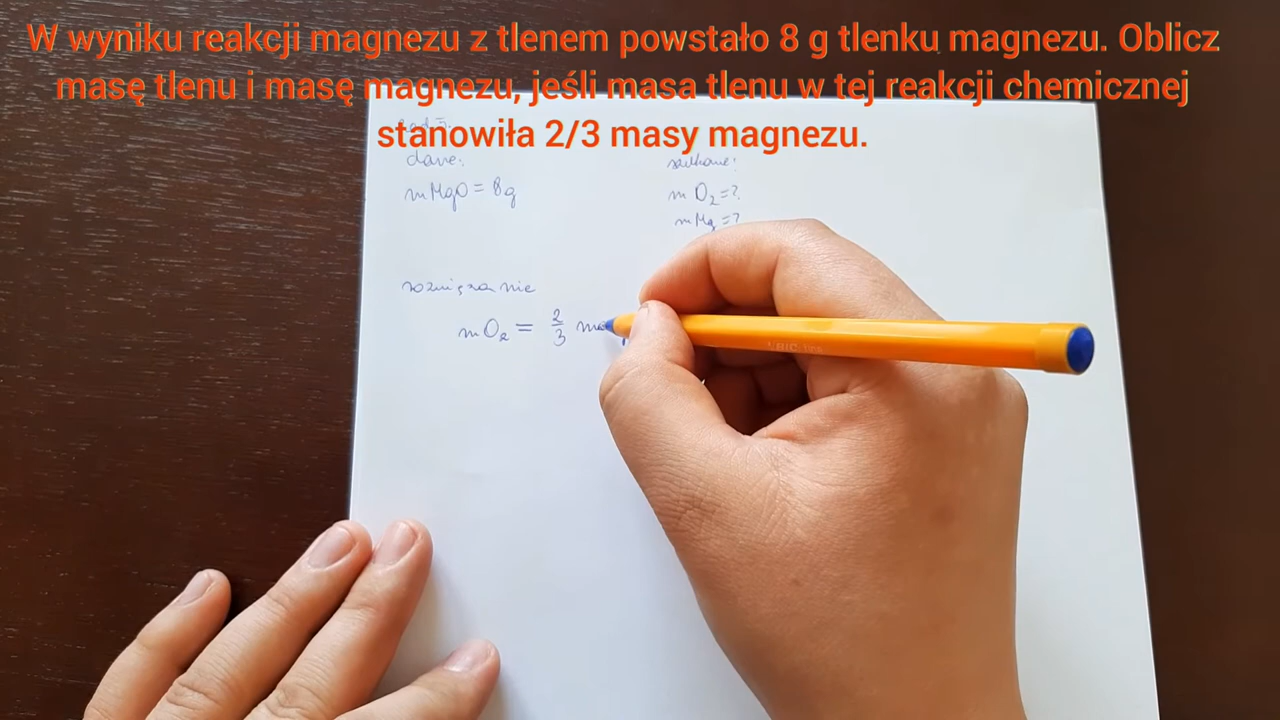 W wyniku reakcji magnezu z tlenem powstało 8 g tlenku magnezu. Oblicz
masę tlenu i masę magnezu, jeśli masa tlenu w tej reakcji chemicznej
stanowiła 2/3 masy magnezu.
dane:
szukane:
mMgO = 8g
mO₂ = ?
mMg = ?
rozwiązanie
mO₂ = 2/3